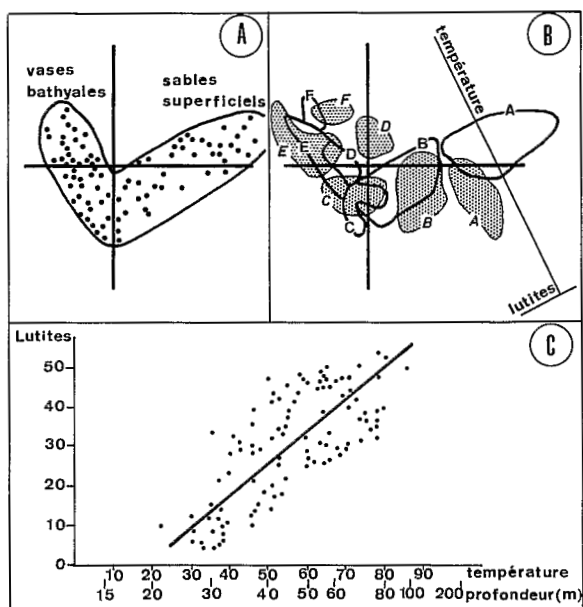 A
vases
bathyales
sables
superficiels
B
température
lutites
A
B
C
D
E
F
A
B
C
D
E
F
C
Lutites
50
40
30
20
10
0
10 20 30 40 50 60 70 80 90 température
15 20 30 40 50 60 80 100 200 profondeur(m)